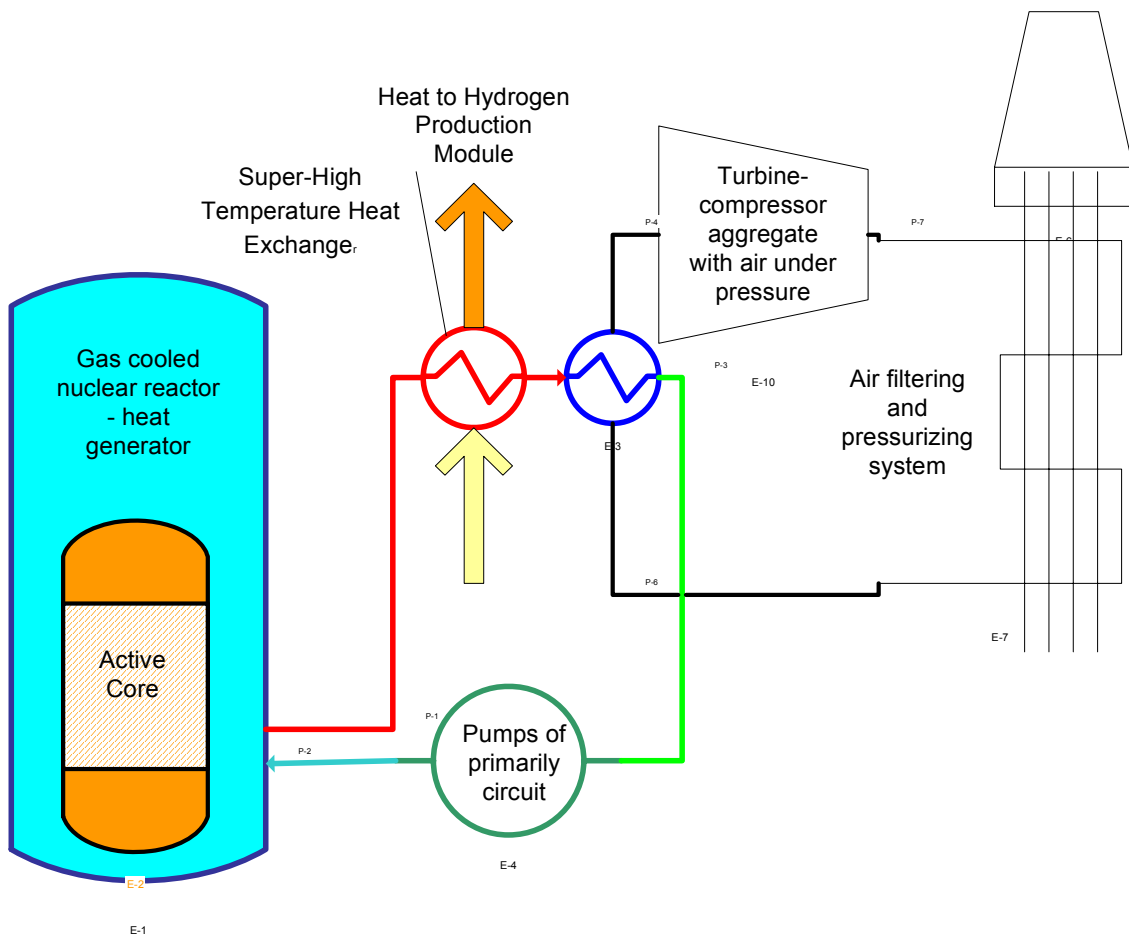 Heat to Hydrogen
Production
Module
Super-High
Temperature Heat
Exchanger
Turbine-
compressor
aggregate
with air under
pressure
P-4
P-7
Gas cooled
nuclear reactor
- heat
generator
P-3
E-10
Air filtering
and
pressurizing
system
E-3
P-6
E-7
Active
Core
P-1
P-2
Pumps of
primarily
circuit
E-4
E-2
E-1